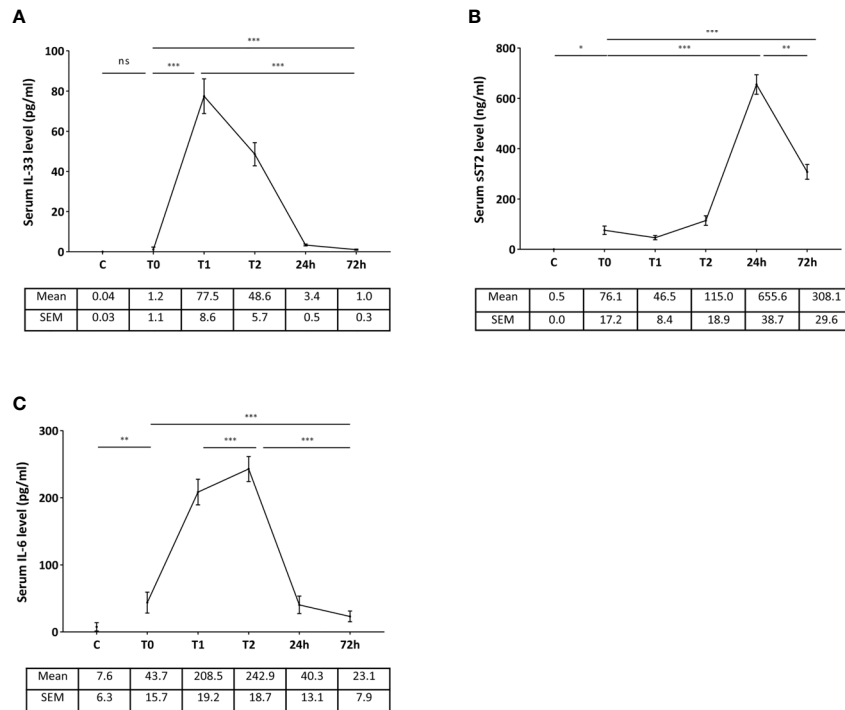 A
Serum IL-33 level (pg/ml)
100
80
60
40
20
0
***
ns
***
***
C T0 T1 T2 24h 72h
Mean 0.04 1.2 77.5 48.6 3.4 1.0
SEM 0.03 1.1 8.6 5.7 0.5 0.3
B
Serum sST2 level (ng/ml)
800
600
400
200
0
***
*
***
**
C T0 T1 T2 24h 72h
Mean 0.5 76.1 46.5 115.0 655.6 308.1
SEM 0.0 17.2 8.4 18.9 38.7 29.6
C
Serum IL-6 level (pg/ml)
300
200
100
0
***
**
***
***
C T0 T1 T2 24h 72h
Mean 7.6 43.7 208.5 242.9 40.3 23.1
SEM 6.3 15.7 19.2 18.7 13.1 7.9